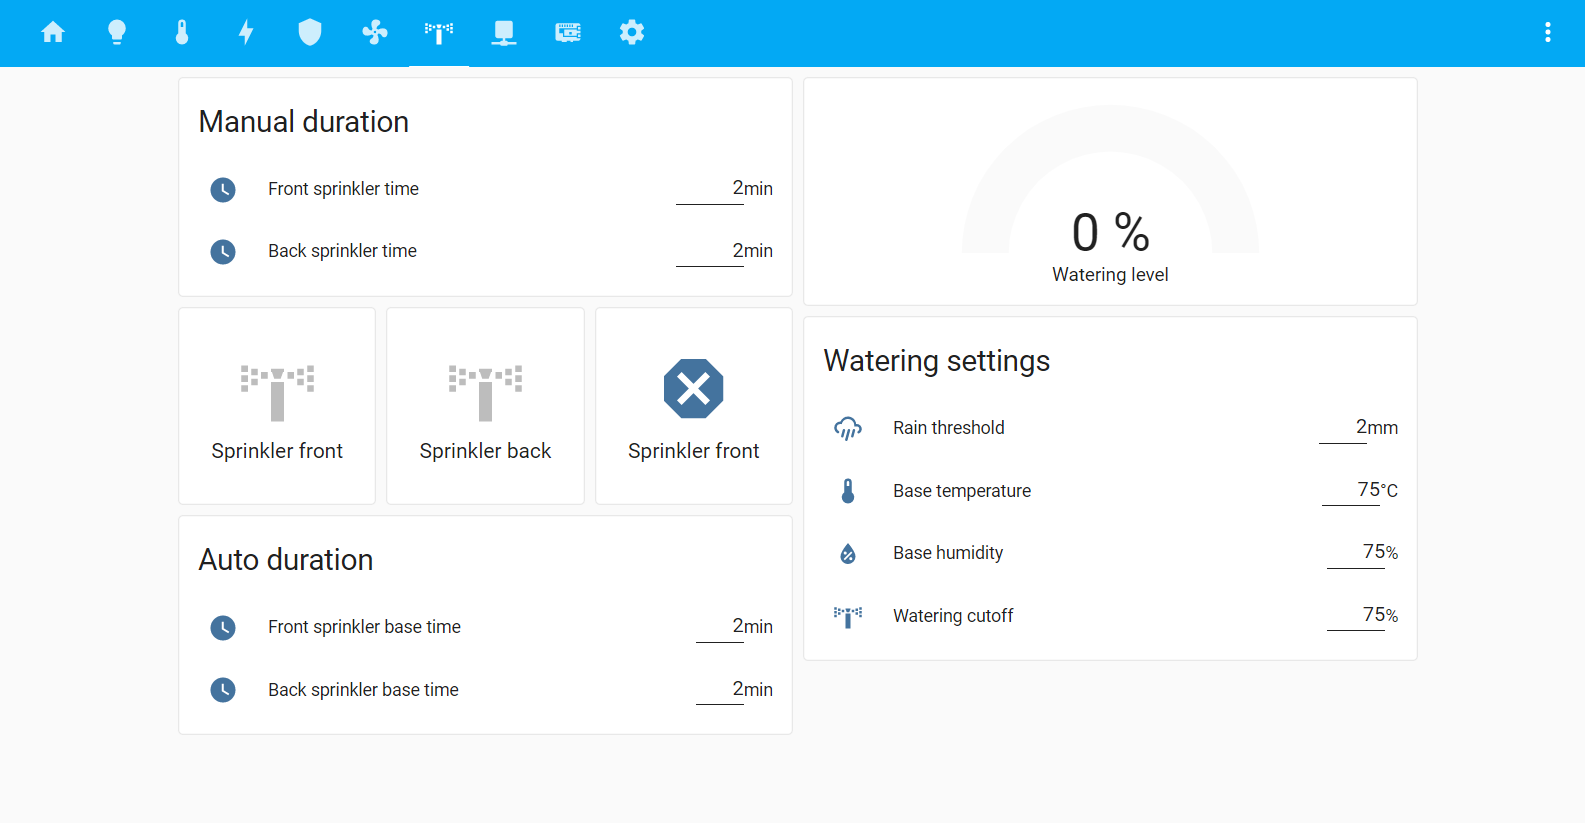 Manual duration
Front sprinkler time 2min
Back sprinkler time 2min
Sprinkler front
Sprinkler back
Sprinkler front
Auto duration
Front sprinkler base time 2min
Back sprinkler base time 2min
0 %
Watering level
Watering settings
Rain threshold 2mm
Base temperature 75°C
Base humidity 75%
Watering cutoff 75%